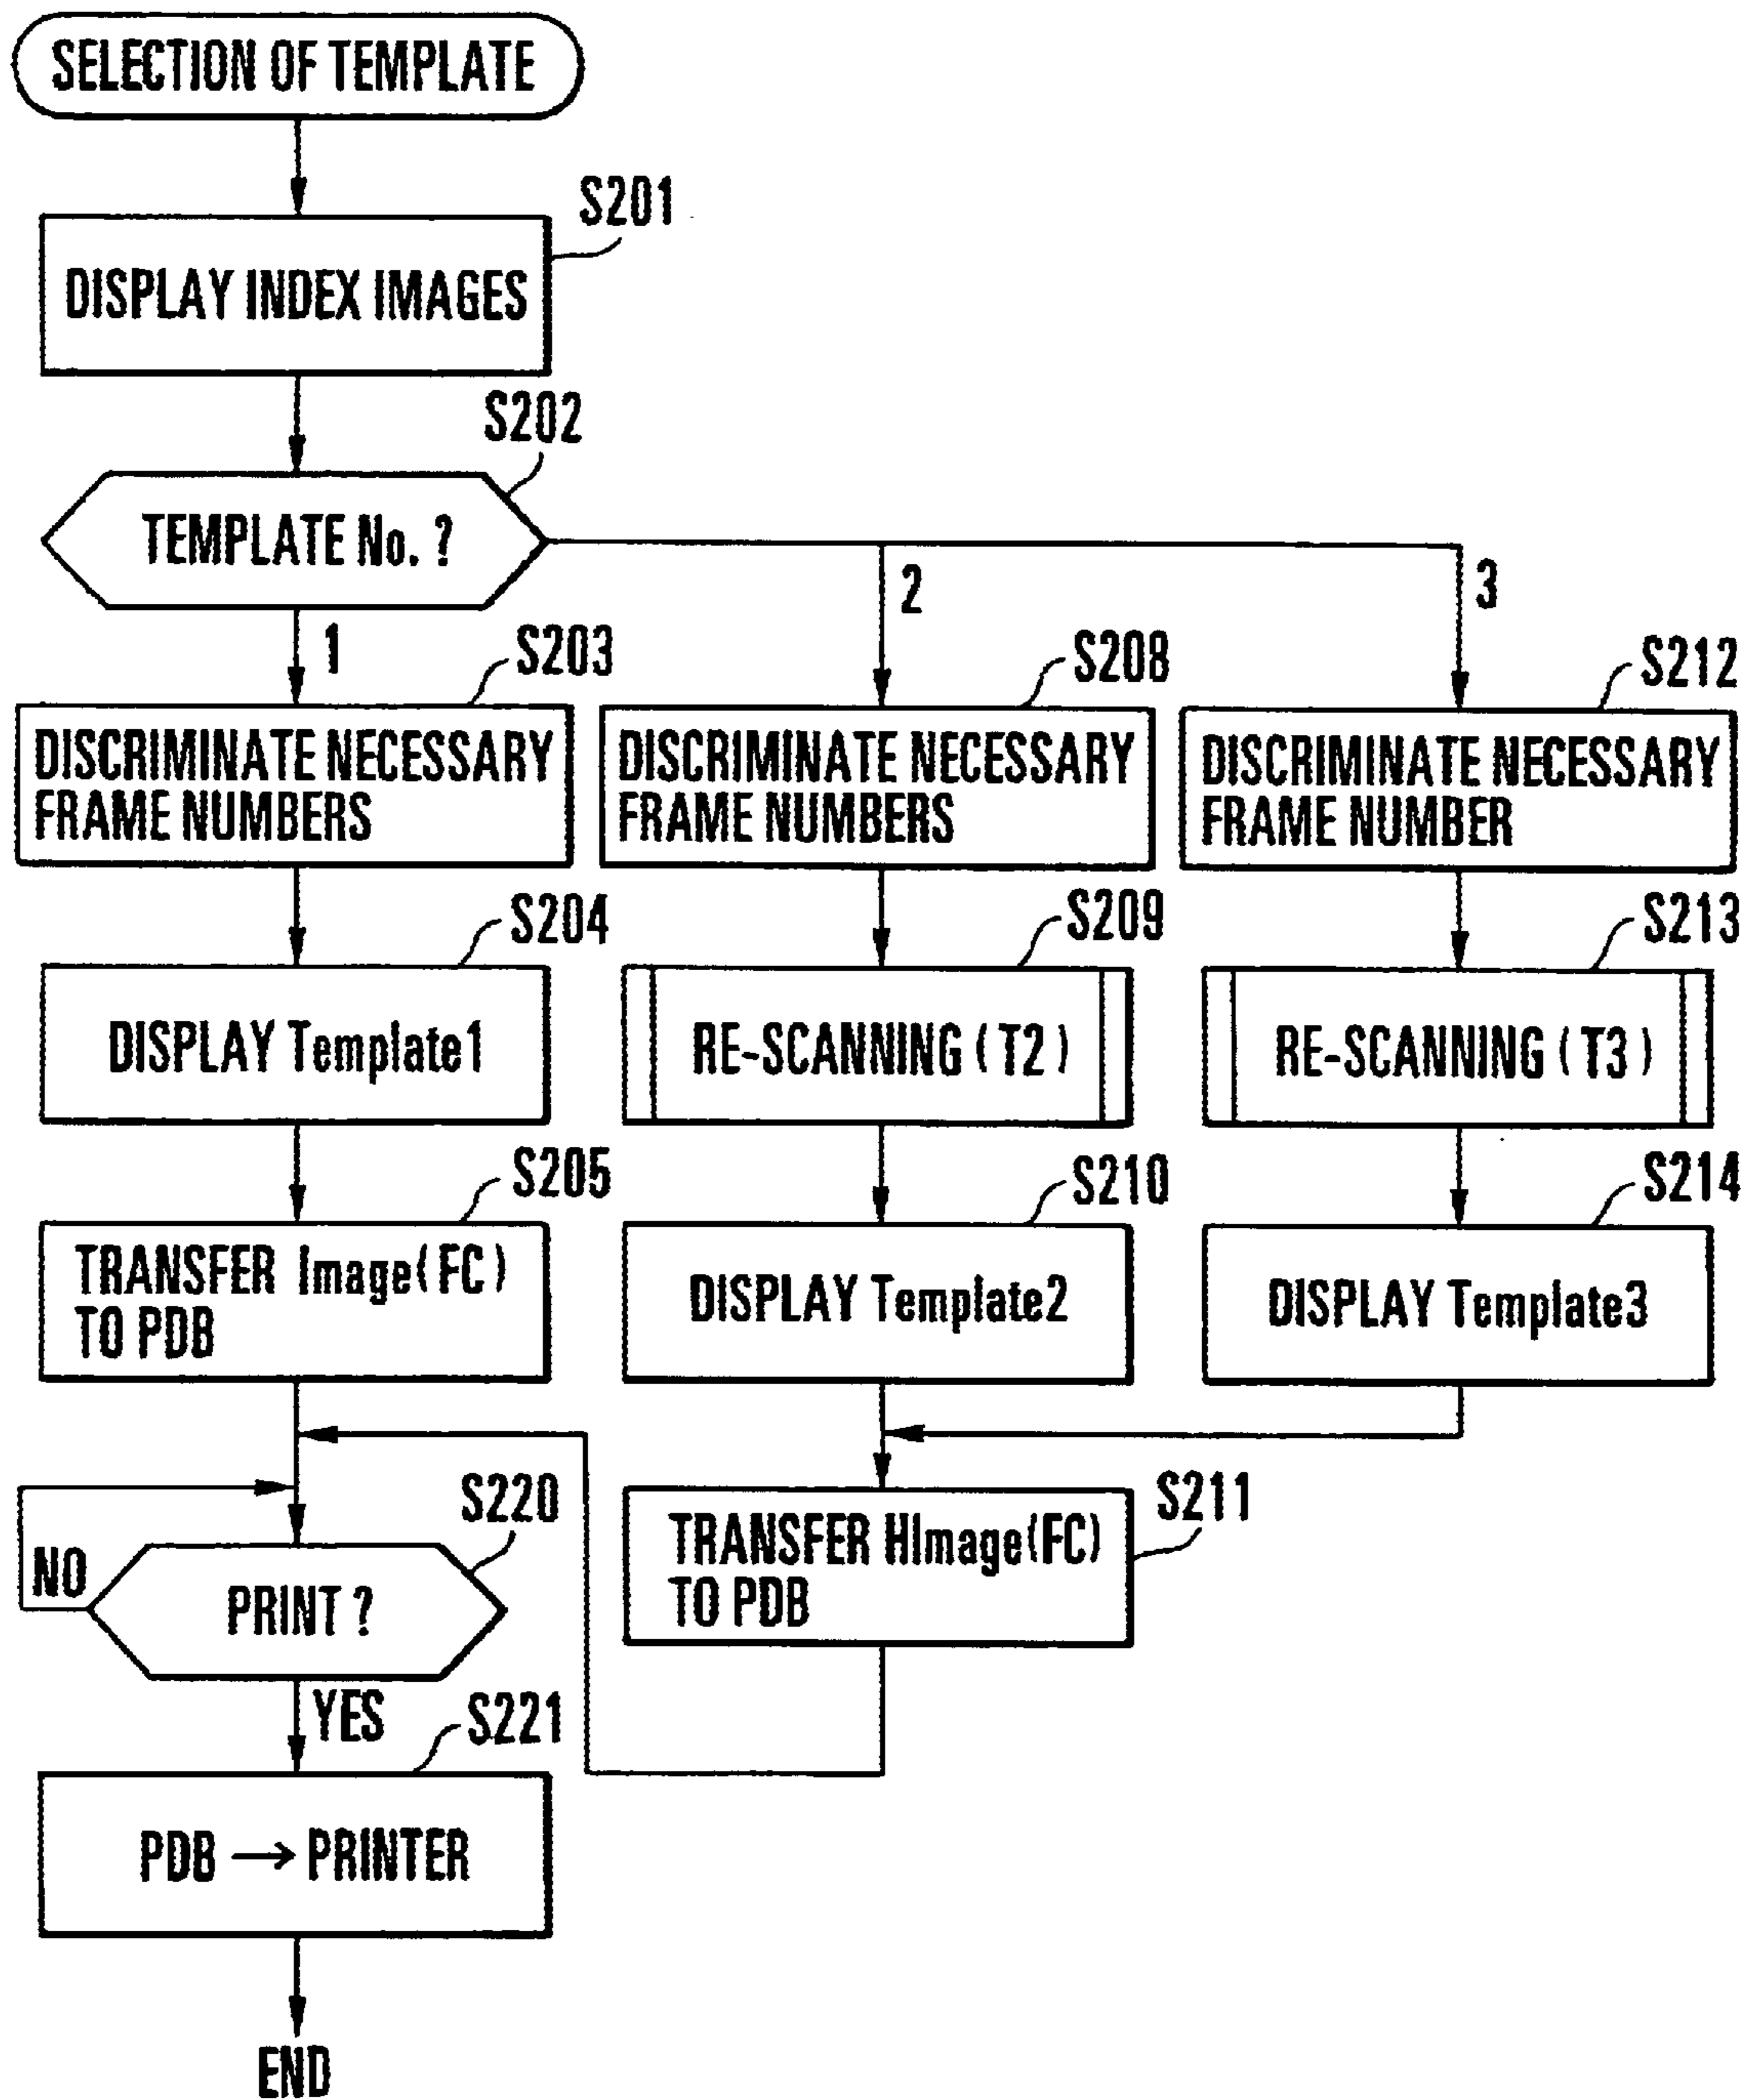 SELECTION OF TEMPLATE
S201
DISPLAY INDEX IMAGES
S202
TEMPLATE No. ?
1
2
3
S203
DISCRIMINATE NECESSARY
FRAME NUMBERS
S208
DISCRIMINATE NECESSARY
FRAME NUMBERS
S212
DISCRIMINATE NECESSARY
FRAME NUMBER
S204
DISPLAY Template1
S209
RE-SCANNING (T2)
S213
RE-SCANNING (T3)
S205
TRANSFER Image(FC)
TO PDB
S210
DISPLAY Template2
S214
DISPLAY Template3
S211
TRANSFER HImage(FC)
TO PDB
S220
NO
PRINT ?
YES
S221
PDB → PRINTER
END